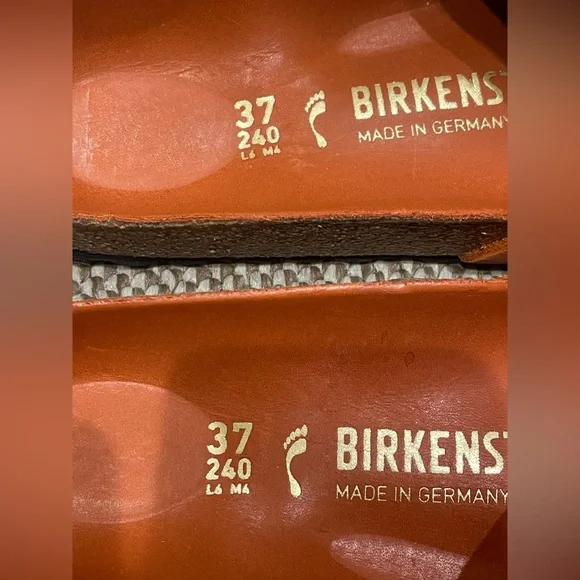 37
240
L6 M4
BIRKENST
MADE IN GERMANY
37
240
L6 M4
BIRKENST
MADE IN GERMANY